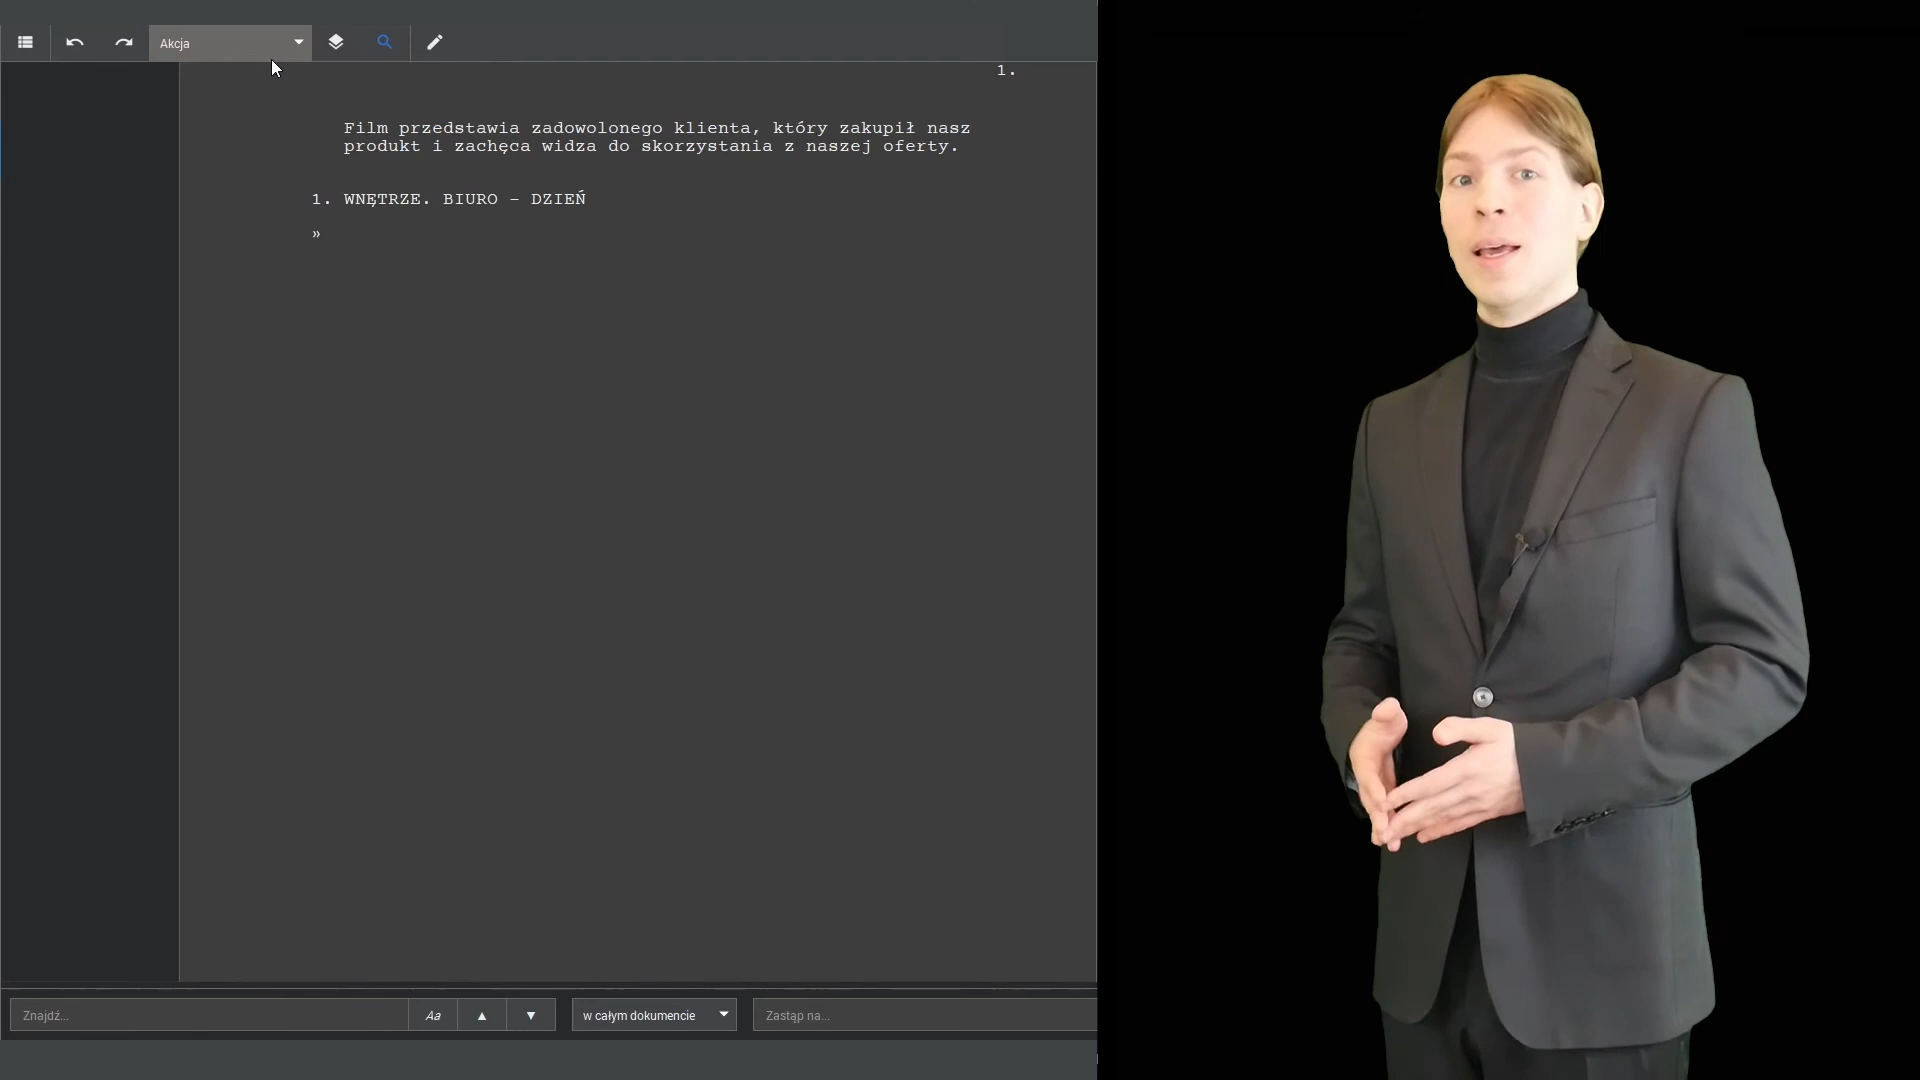 Akcja
1.
Film przedstawia zadowolonego klienta, który zakupił nasz
produkt i zachęca widza do skorzystania z naszej oferty.
1. WNĘTRZE. BIURO - DZIEŃ
»
Znajdź...
Aa
w całym dokumencie
Zastąp na...